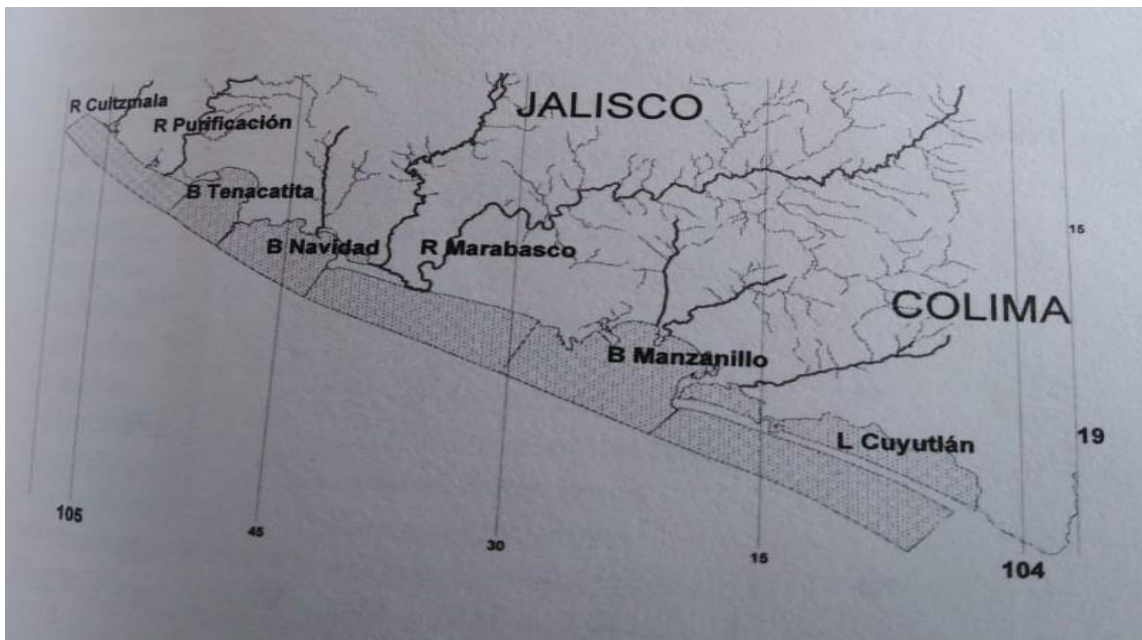 R Cuitzmala
JALISCO
R Purificación
B Tenacatita
B Navidad
R Marabasco
15
COLIMA
B Manzanillo
L Cuyutlán
19
105
45
30
15
104